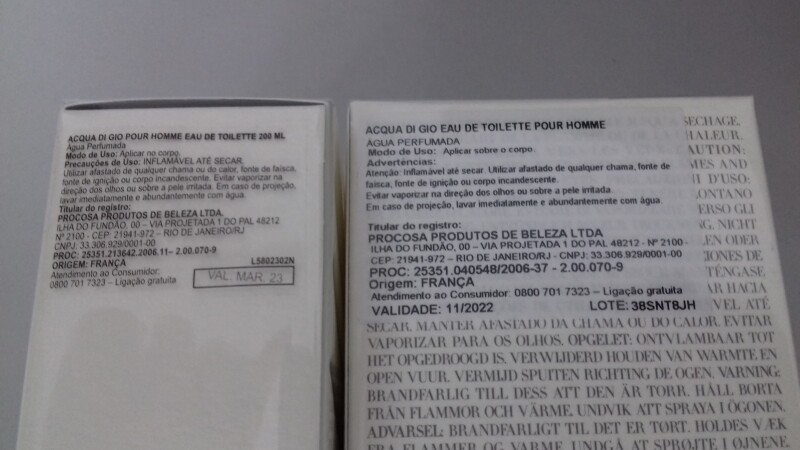 ACQUA DI GIO POUR HOMME EAU DE TOILETTE 200 ML
Água Perfumada
Modo de Uso: Aplicar no corpo.
Precauções de Uso: INFLAMÁVEL ATÉ SECAR.
Utilizar afastado de qualquer chama ou do calor, fonte de faísca,
fonte de ignição ou corpo incandescente. Evitar vaporizar na
direção dos olhos ou sobre a pele irritada. Em caso de projeção,
lavar imediatamente e abundantemente com água.
Titular do registro:
PROCOSA PRODUTOS DE BELEZA LTDA.
ILHA DO FUNDÃO, 00 – VIA PROJETADA 1 DO PAL 48212
Nº 2100 - CEP: 21941-972 – RIO DE JANEIRO/RJ
CNPJ: 33.306.929/0001-00
PROC: 25351.213642.2006.11– 2.00.070-9
ORIGEM: FRANÇA
L5802302N
Atendimento ao Consumidor:
0800 701 7323 – Ligação gratuita
VAL. MAR. 23
ACQUA DI GIO EAU DE TOILETTE POUR HOMME
ÁGUA PERFUMADA
Modo de Uso: Aplicar sobre o corpo.
Advertências:
Atenção: Inflamável até secar. Utilizar afastado de qualquer chama, fonte de
faísca, fonte de ignição ou corpo incandescente.
Evitar vaporizar na direção dos olhos ou sobre a pele irritada.
Em caso de projeção, lavar imediatamente e abundantemente com água.
Titular do registro:
PROCOSA PRODUTOS DE BELEZA LTDA
ILHA DO FUNDÃO, 00 – VIA PROJETADA 1 DO PAL 48212 - Nº 2100 -
CEP: 21941-972 – RIO DE JANEIRO/RJ - CNPJ: 33.306.929/0001-00
PROC: 25351.040548/2006-37 - 2.00.070-9
Origem: FRANÇA
Atendimento ao Consumidor: 0800 701 7323 – Ligação gratuita
VALIDADE: 11/2022 LOTE: 38SNT8JH
SECHAGE.
HALEUR.
AUTION:
MES AND
I D'USO:
LONTANO
ERSO GLI
G. NICHT
EN ODER
IONES DE
TÉNGASE
AR HACIA
VEL ATÉ
SECAR. MANTER AFASTADO DA CHAMA OU DO CALOR. EVITAR
VAPORIZAR PARA OS OLHOS. OPGELET: ONTVLAMBAAR TOT
HET OPGEDROOGD IS. VERWIJDERD HOUDEN VAN WARMTE EN
OPEN VUUR. VERMIJD SPUITEN RICHTING DE OGEN. VARNING:
BRANDFARLIG TILL DESS ATT DEN ÄR TORR. HÅLL BORTA
FRÅN FLAMMOR OCH VÄRME. UNDVIK ATT SPRAYA I ÖGONEN.
ADVARSEL: BRANDFARLIGT TIL DET ER TØRT. HOLDES VÆK
FRA FLAMMER OG VARME. UNDGÅ AT SPRØJTE I ØJNENE.